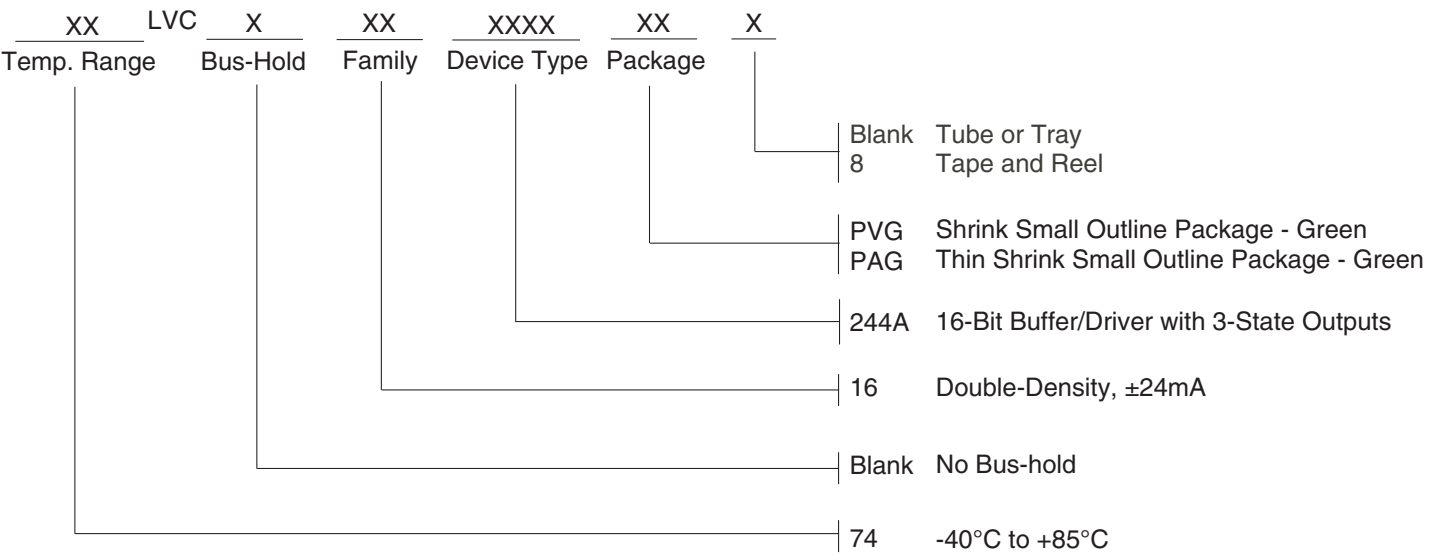 XX LVC X XX XXXX XX X
Temp. Range Bus-Hold Family Device Type Package
Blank Tube or Tray
8 Tape and Reel
PVG Shrink Small Outline Package - Green
PAG Thin Shrink Small Outline Package - Green
244A 16-Bit Buffer/Driver with 3-State Outputs
16 Double-Density, ±24mA
Blank No Bus-hold
74 -40°C to +85°C